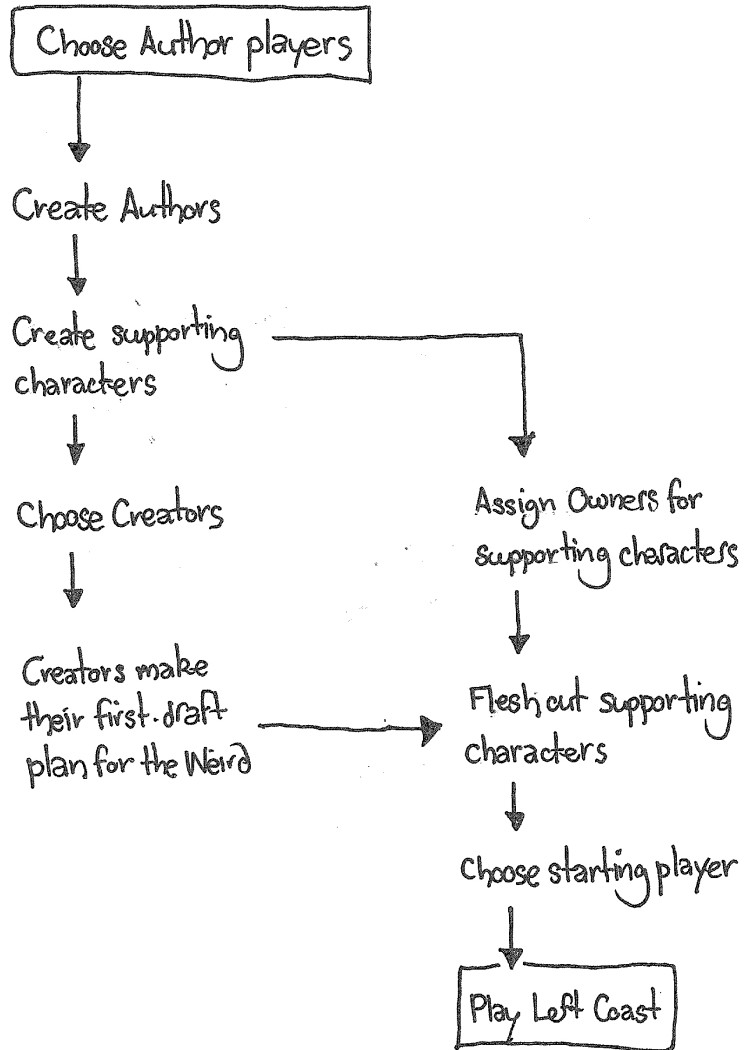 Choose Author players
Create Authors
Create supporting
characters
Choose Creators
Creators make
their first-draft
plan for the Weird
Assign Owners for
supporting characters
Flesh out supporting
characters
Choose starting player
Play Left Coast